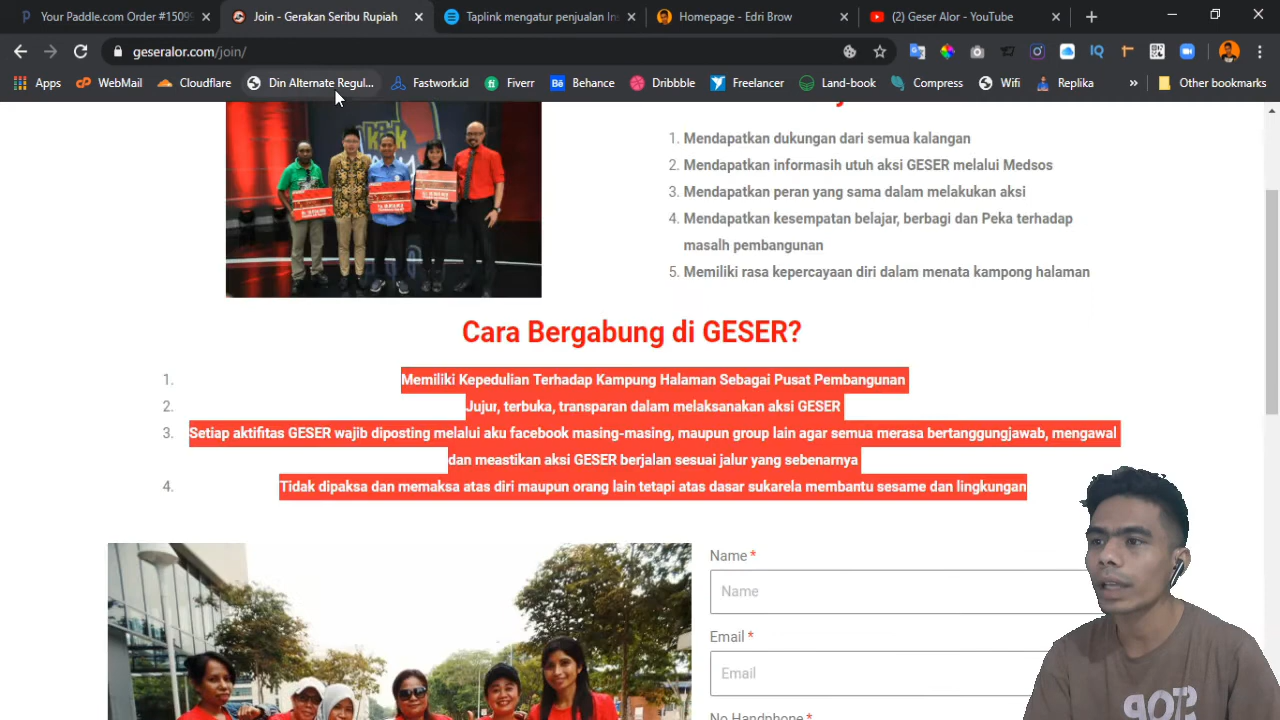 Your Paddle.com Order #15099
Join - Gerakan Seribu Rupiah
Taplink mengatur penjualan Ins
Homepage - Edri Brow
(2) Geser Alor - YouTube
geseralor.com/join/
Apps
WebMail
Cloudflare
Din Alternate Regul...
Fastwork.id
Fiverr
Behance
Dribbble
Freelancer
Land-book
Compress
Wifi
Replika
Other bookmarks
1. Mendapatkan dukungan dari semua kalangan
2. Mendapatkan informasih utuh aksi GESER melalui Medsos
3. Mendapatkan peran yang sama dalam melakukan aksi
4. Mendapatkan kesempatan belajar, berbagi dan Peka terhadap
masalh pembangunan
5. Memiliki rasa kepercayaan diri dalam menata kampong halaman
Cara Bergabung di GESER?
1. Memiliki Kepedulian Terhadap Kampung Halaman Sebagai Pusat Pembangunan
2. Jujur, terbuka, transparan dalam melaksanakan aksi GESER
3. Setiap aktifitas GESER wajib diposting melalui aku facebook masing-masing, maupun group lain agar semua merasa bertanggungjawab, mengawal
dan meastikan aksi GESER berjalan sesuai jalur yang sebenarnya
4. Tidak dipaksa dan memaksa atas diri maupun orang lain tetapi atas dasar sukarela membantu sesame dan lingkungan
Name *
Name
Email *
Email
No Handphone *